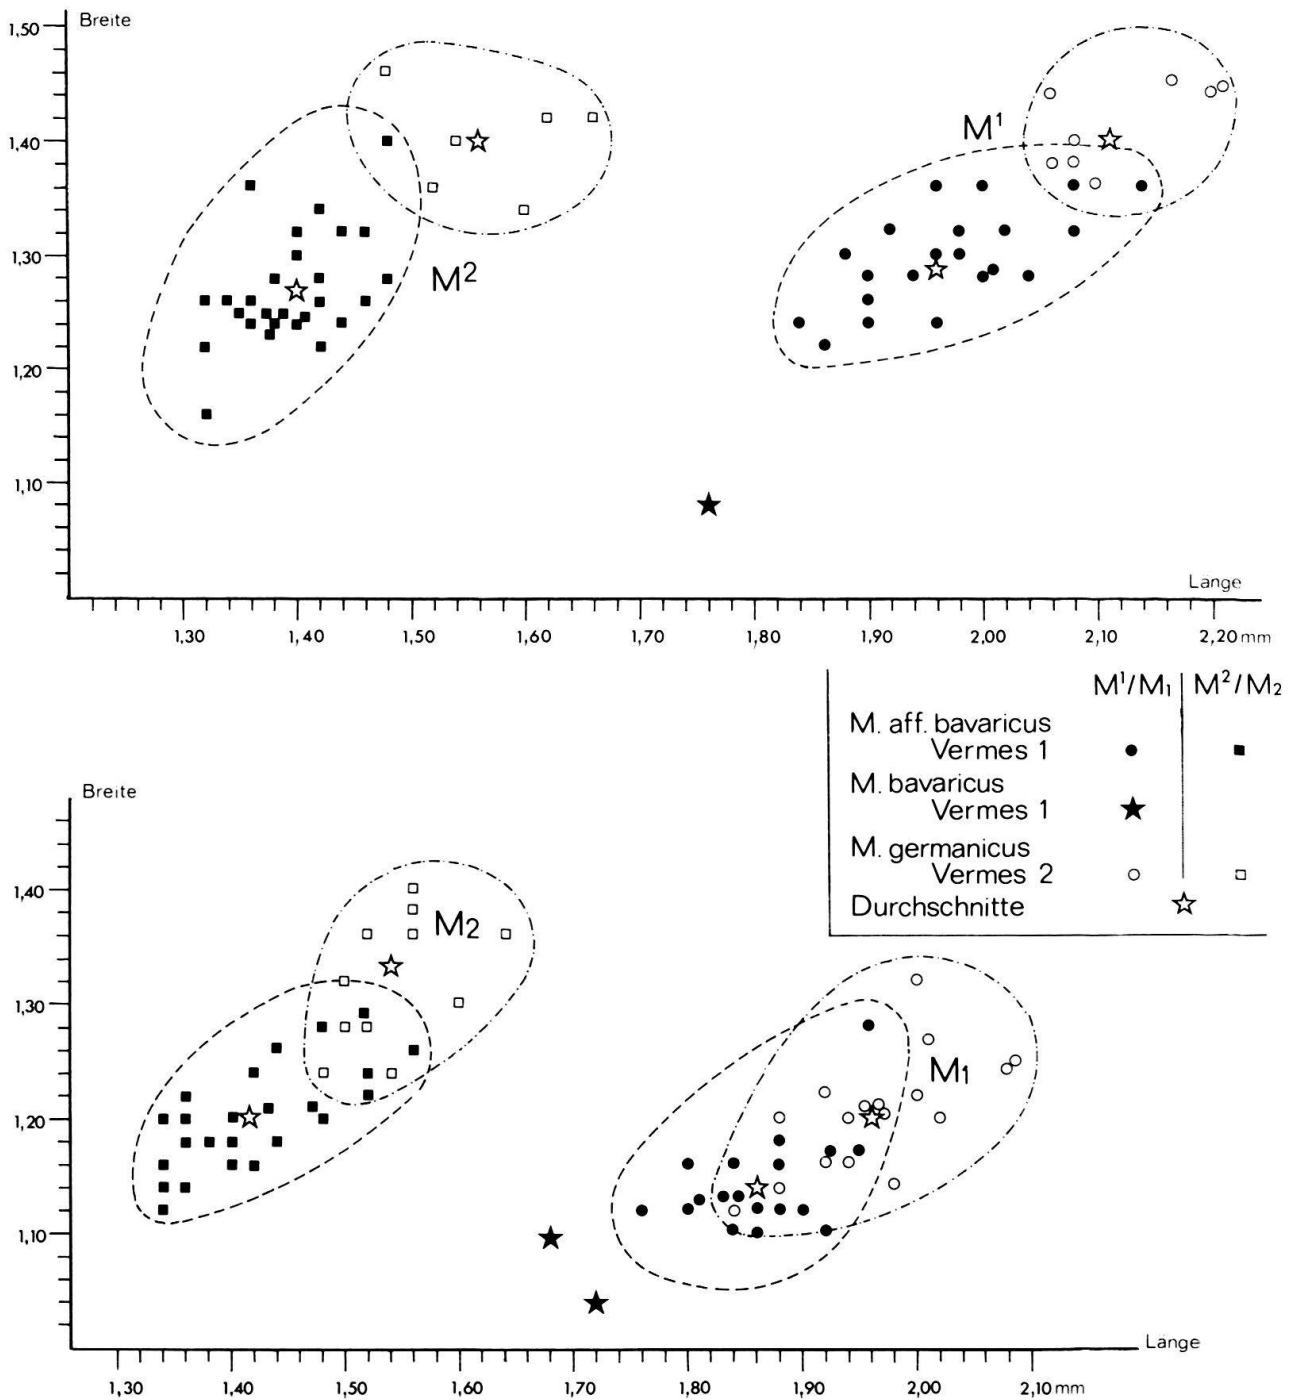 Breite
1,50
1,40
1,30
1,20
1,10
M¹
M²
Länge
1,30 1,40 1,50 1,60 1,70 1,80 1,90 2,00 2,10 2,20 mm
M¹/M₁ M²/M₂
M. aff. bavaricus
Vermes 1
M. bavaricus
Vermes 1
M. germanicus
Vermes 2
Durchschnitte
Breite
1,40
1,30
1,20
1,10
M₂
M₁
Länge
1,30 1,40 1,50 1,60 1,70 1,80 1,90 2,00 2,10 mm